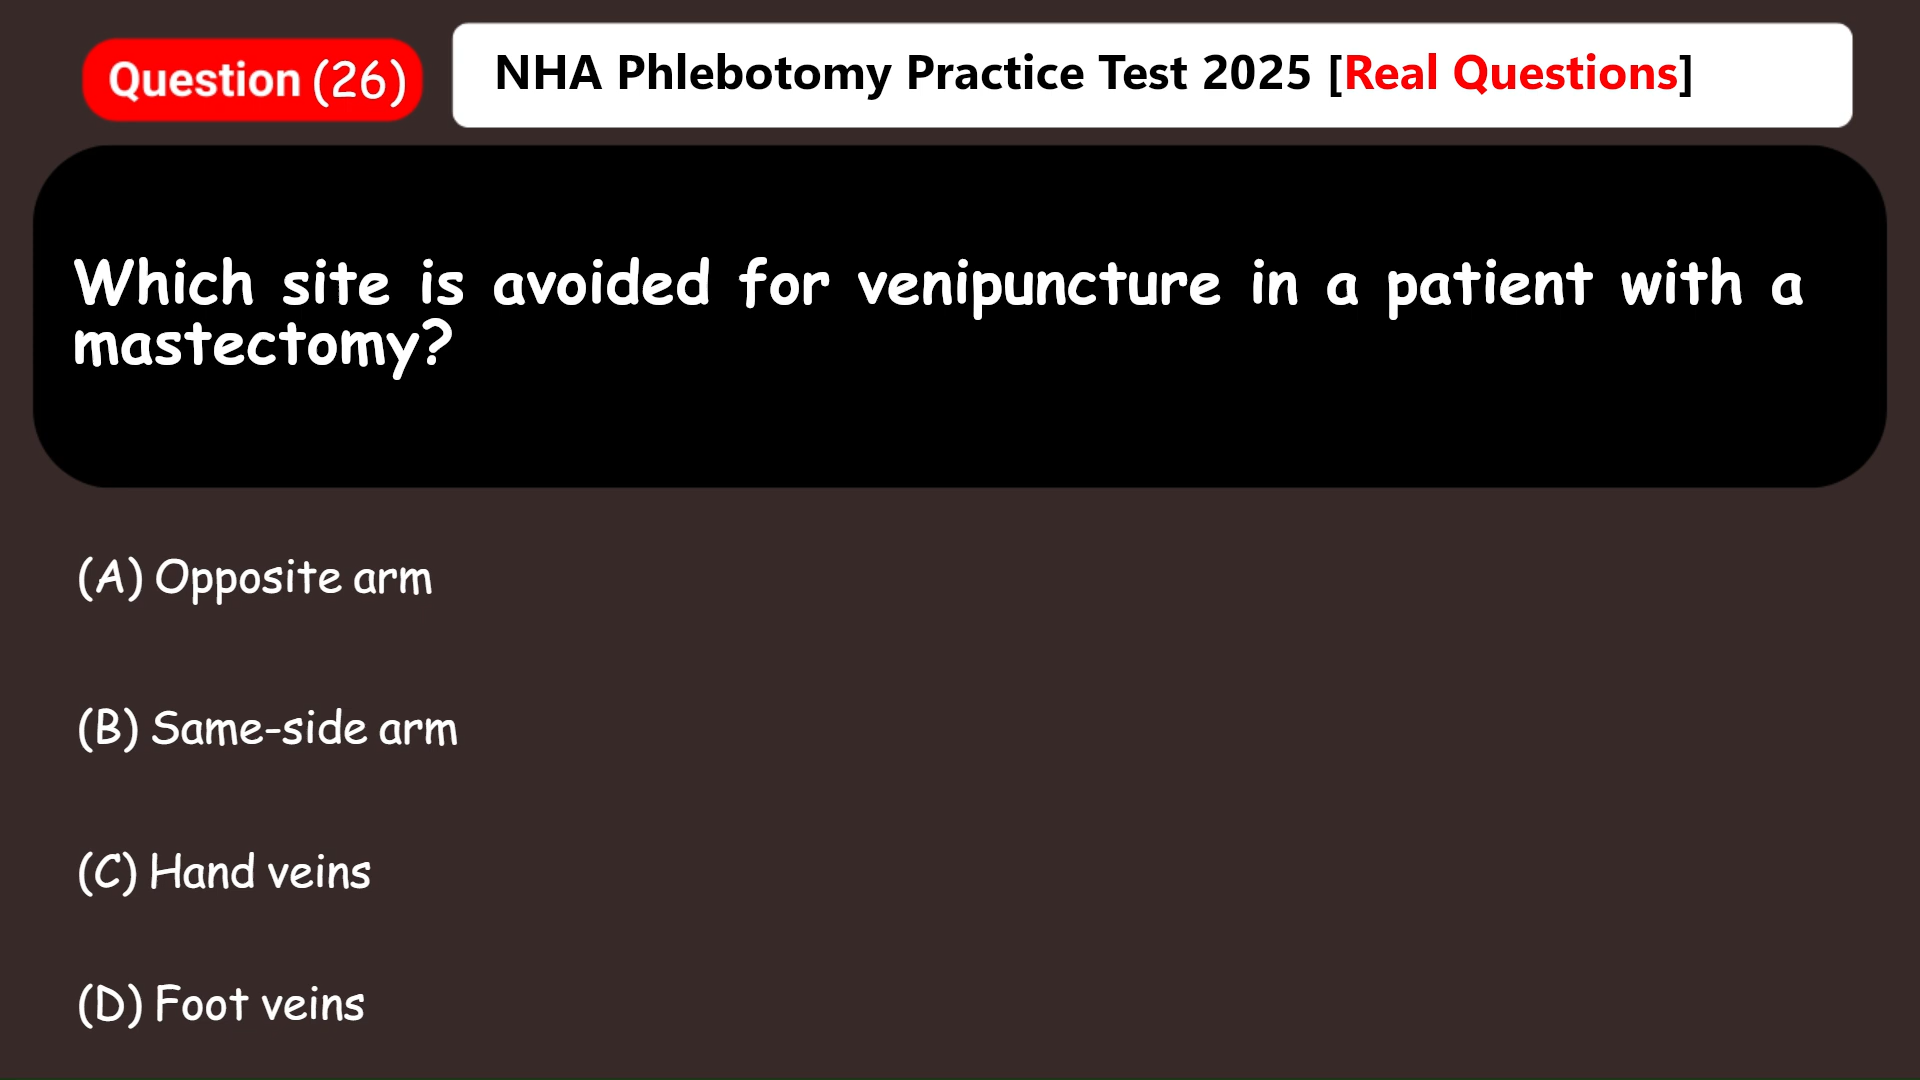 Question (26)
NHA Phlebotomy Practice Test 2025 [Real Questions]
Which site is avoided for venipuncture in a patient with a
mastectomy?
(A) Opposite arm
(B) Same-side arm
(C) Hand veins
(D) Foot veins